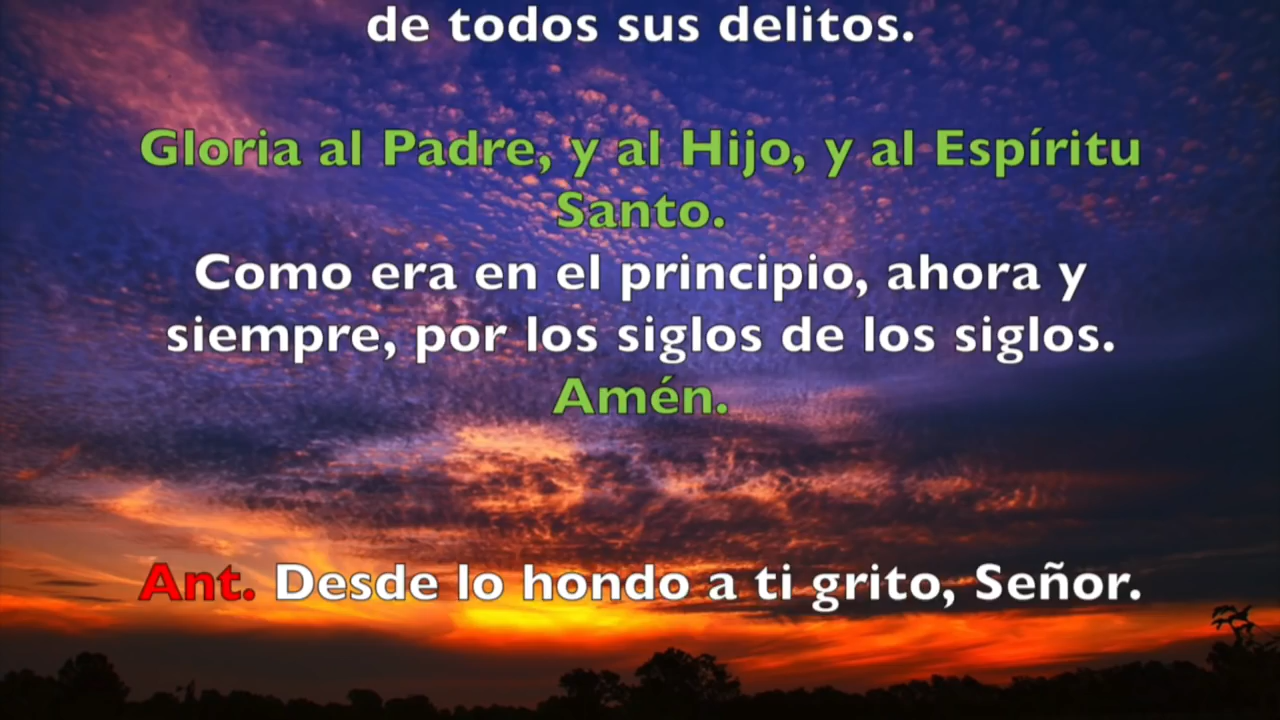 de todos sus delitos.
Gloria al Padre, y al Hijo, y al Espíritu
Santo.
Como era en el principio, ahora y
siempre, por los siglos de los siglos.
Amén.
Ant. Desde lo hondo a ti grito, Señor.